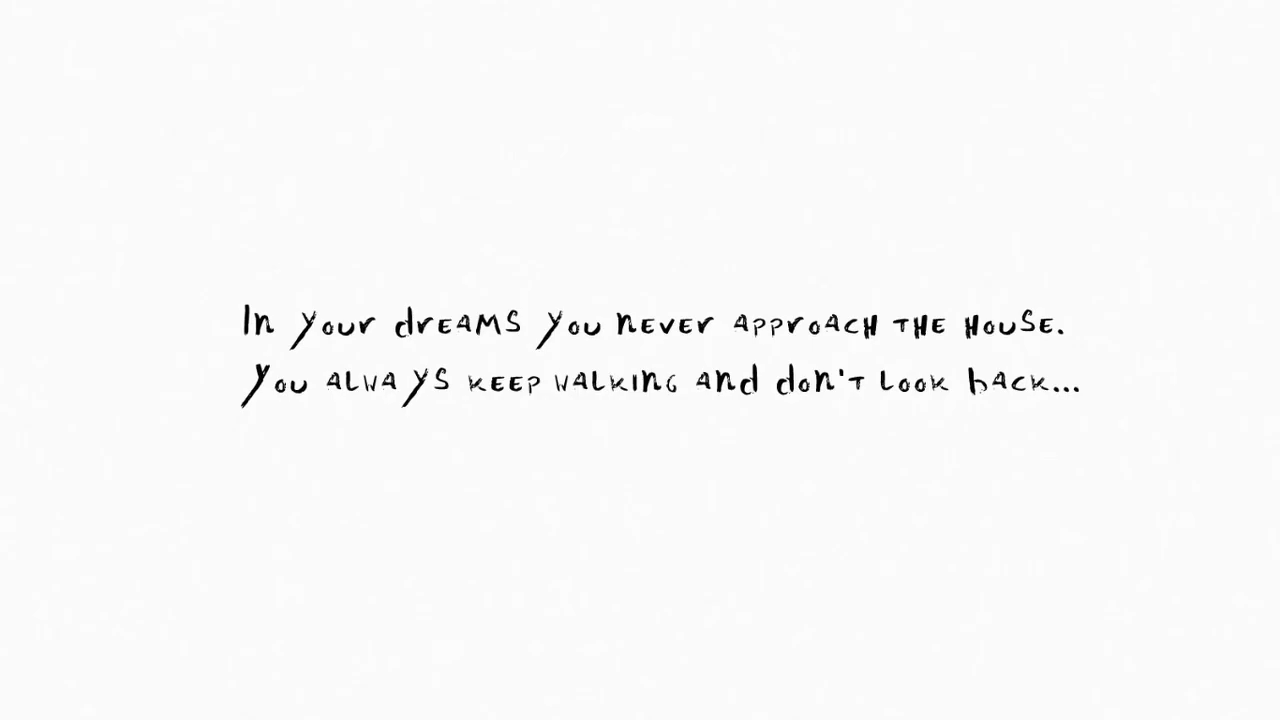 In your dreams you never approach the house.
You always keep walking and don't look back...